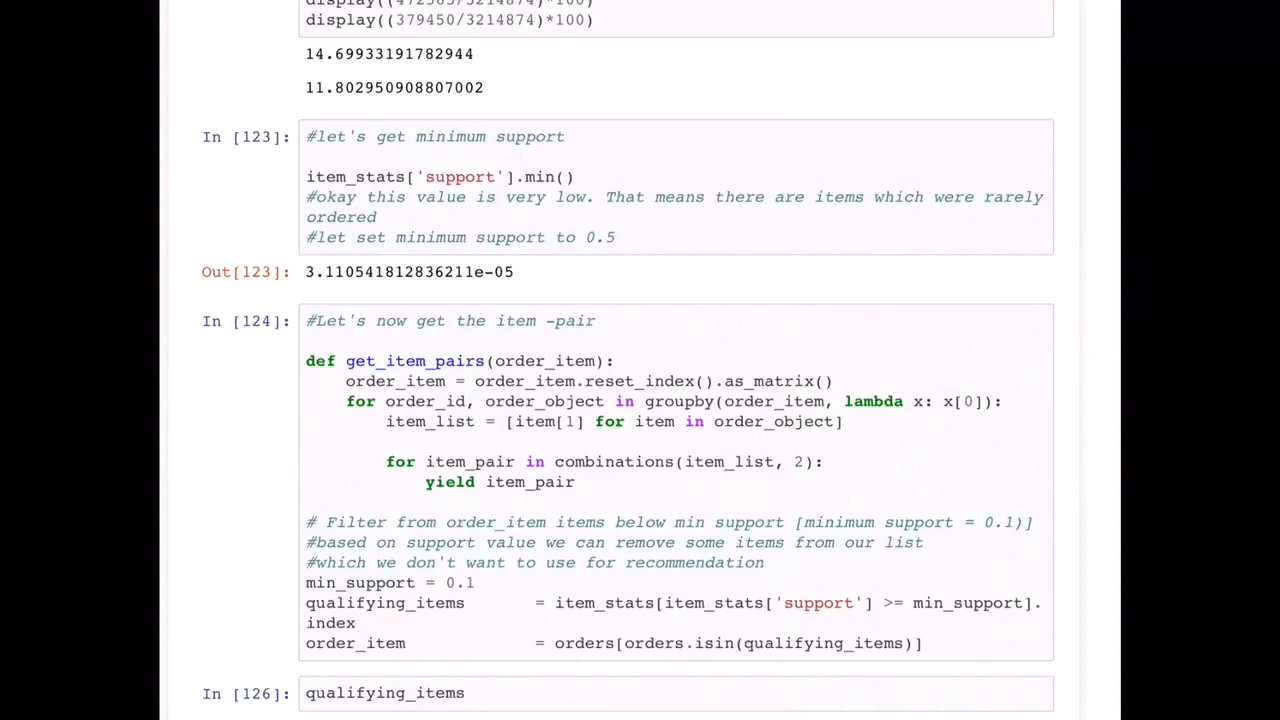 display((472565/3214874)*100)
display((379450/3214874)*100)
14.69933191782944
11.802950908807002
In [123]: #let's get minimum support
item_stats['support'].min()
#okay this value is very low. That means there are items which were rarely
ordered
#let set minimum support to 0.5
Out[123]: 3.110541812836211e-05
In [124]: #Let's now get the item -pair
def get_item_pairs(order_item):
order_item = order_item.reset_index().as_matrix()
for order_id, order_object in groupby(order_item, lambda x: x[0]):
item_list = [item[1] for item in order_object]
for item_pair in combinations(item_list, 2):
yield item_pair
# Filter from order_item items below min support [minimum support = 0.1)]
#based on support value we can remove some items from our list
#which we don't want to use for recommendation
min_support = 0.1
qualifying_items = item_stats[item_stats['support'] >= min_support].
index
order_item = orders[orders.isin(qualifying_items)]
In [126]: qualifying_items